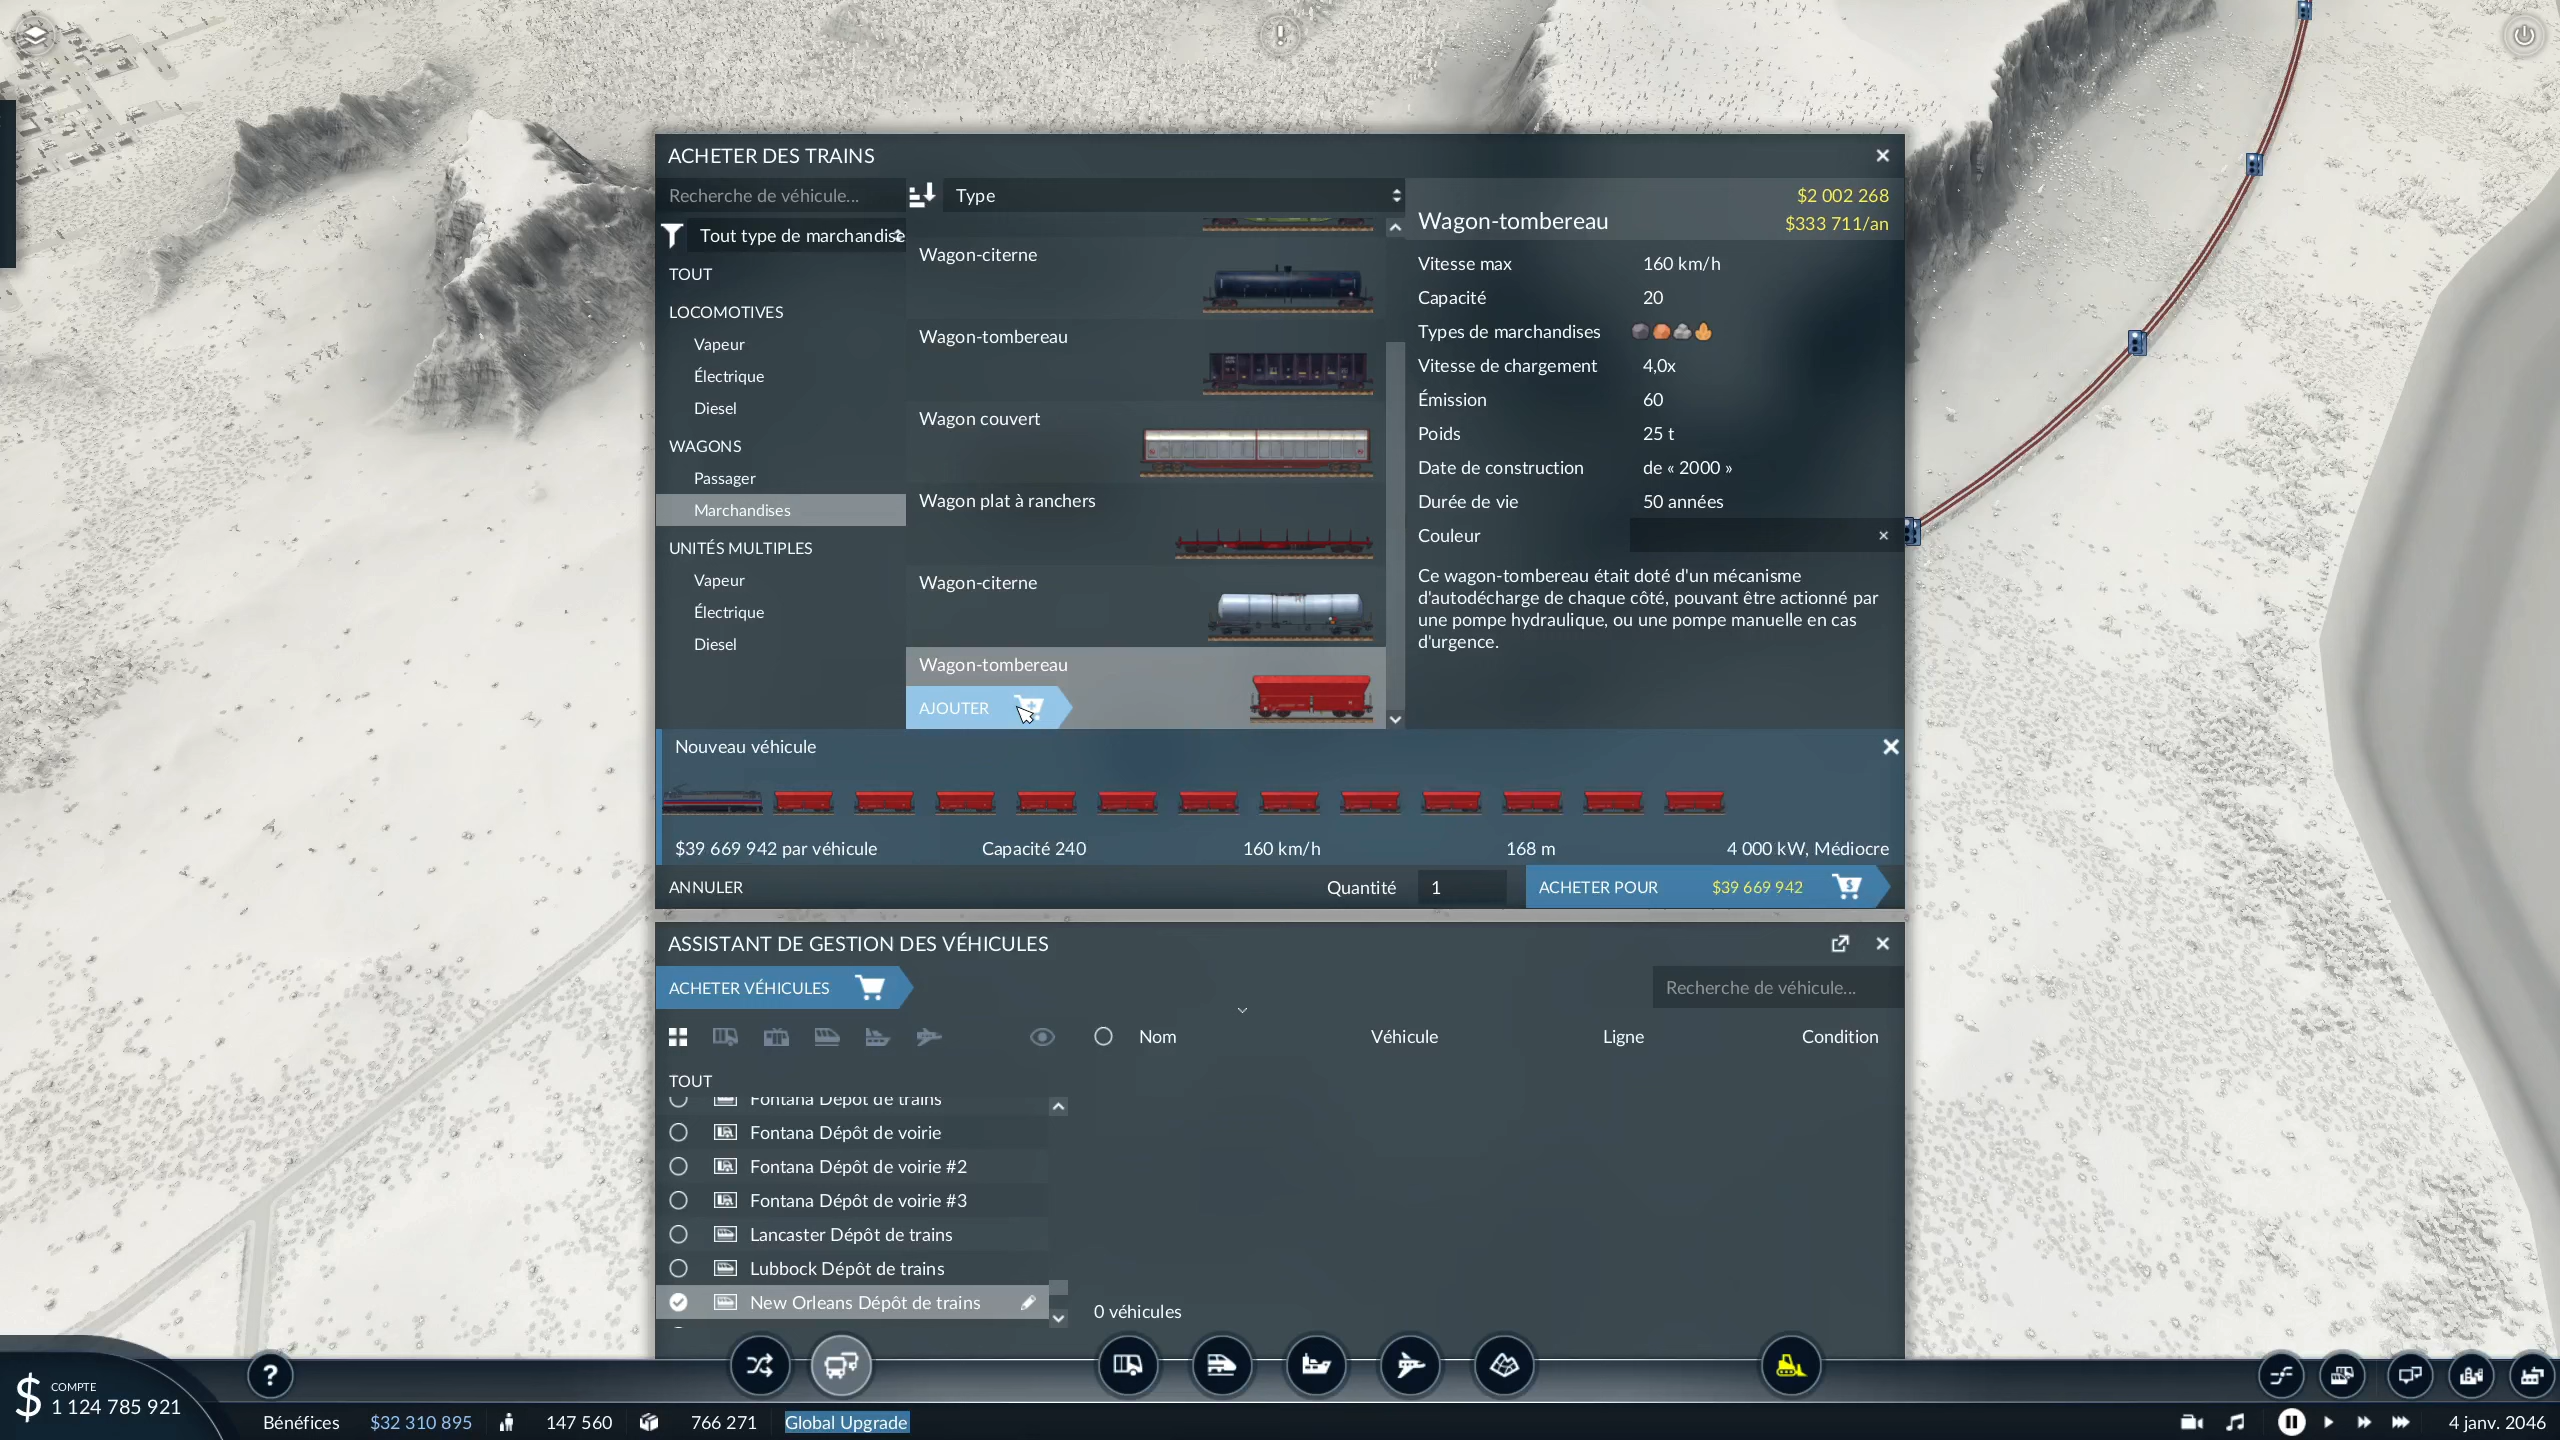 ACHETER DES TRAINS
Recherche de véhicule...
Type
Tout type de marchandise
TOUT
LOCOMOTIVES
Vapeur
Électrique
Diesel
WAGONS
Passager
Marchandises
UNITÉS MULTIPLES
Vapeur
Électrique
Diesel
Wagon-citerne
Wagon-tombereau
Wagon couvert
Wagon plat à ranchers
Wagon-citerne
Wagon-tombereau
AJOUTER
Wagon-tombereau
$2 002 268
$333 711/an
Vitesse max 160 km/h
Capacité 20
Types de marchandises
Vitesse de chargement 4,0x
Émission 60
Poids 25 t
Date de construction de « 2000 »
Durée de vie 50 années
Couleur
Ce wagon-tombereau était doté d'un mécanisme
d'autodécharge de chaque côté, pouvant être actionné par
une pompe hydraulique, ou une pompe manuelle en cas
d'urgence.
Nouveau véhicule
$39 669 942 par véhicule Capacité 240 160 km/h 168 m 4 000 kW, Médiocre
ANNULER Quantité 1 ACHETER POUR $39 669 942
ASSISTANT DE GESTION DES VÉHICULES
ACHETER VÉHICULES
Recherche de véhicule...
Nom Véhicule Ligne Condition
TOUT
Fontana Dépôt de trains
Fontana Dépôt de voirie
Fontana Dépôt de voirie #2
Fontana Dépôt de voirie #3
Lancaster Dépôt de trains
Lubbock Dépôt de trains
New Orleans Dépôt de trains
0 véhicules
?
$ COMPTE
1 124 785 921
Bénéfices $32 310 895 147 560 766 271 Global Upgrade
4 janv. 2046